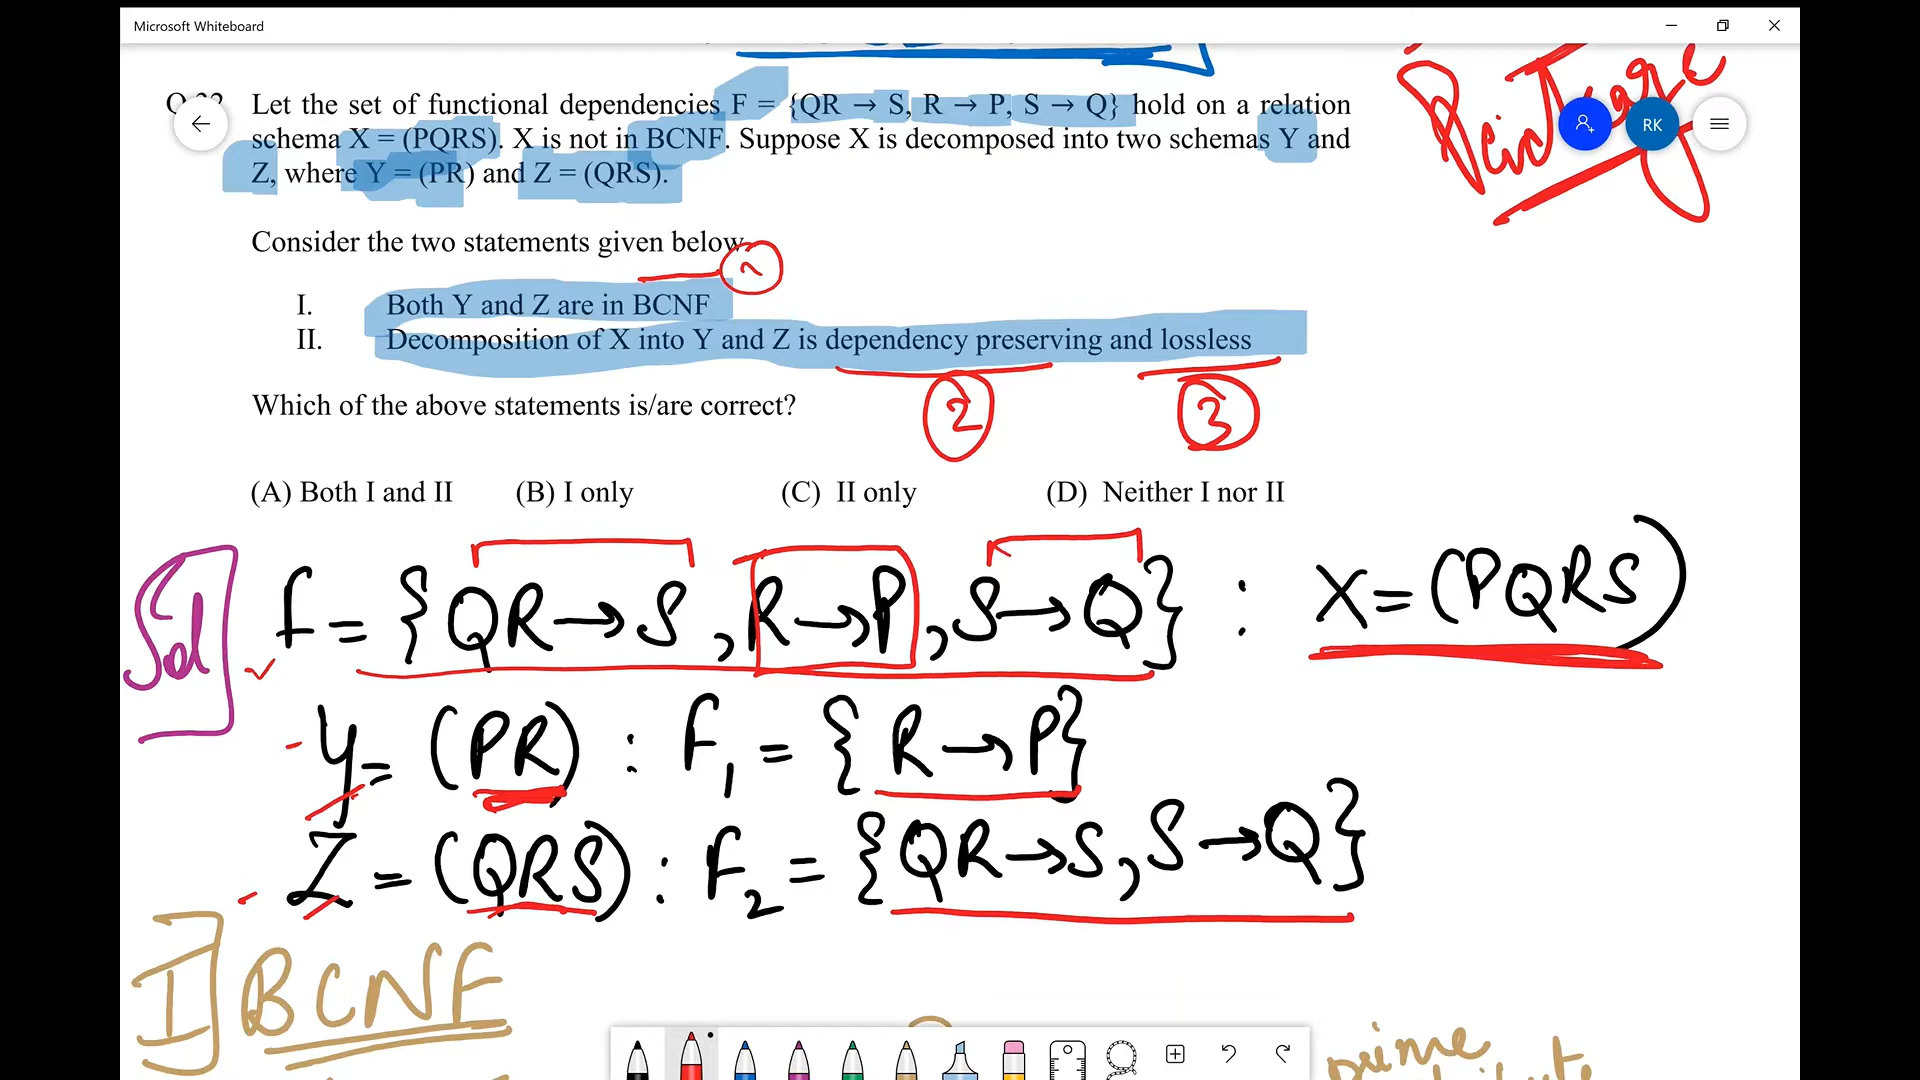 Microsoft Whiteboard
Let the set of functional dependencies F = {QR → S, R → P, S → Q} hold on a relation
schema X = (PQRS). X is not in BCNF. Suppose X is decomposed into two schemas Y and
Z, where Y = (PR) and Z = (QRS).
RK
Consider the two statements given below
I. Both Y and Z are in BCNF
II. Decomposition of X into Y and Z is dependency preserving and lossless
2 3
Which of the above statements is/are correct?
(A) Both I and II (B) I only (C) II only (D) Neither I nor II
Sol
F = {QR → S, R → P, S → Q} : X = (PQRS)
Y = (PR) : F1 = {R → P}
Z = (QRS) : F2 = {QR → S, S → Q}
I] BCNF
prime